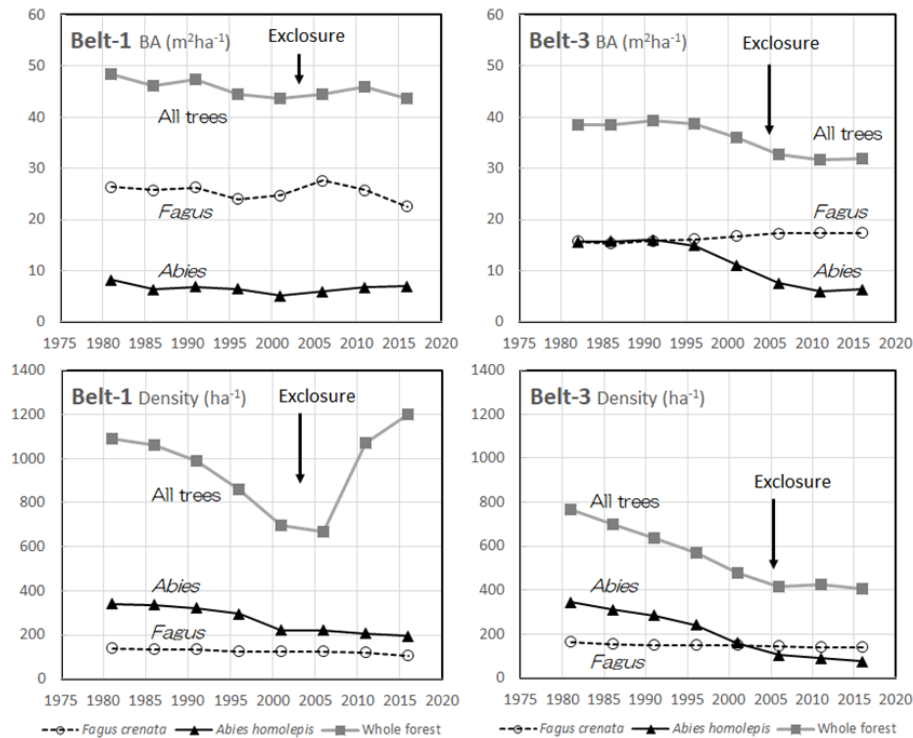 Belt-1 BA (m²ha⁻¹)
Exclosure
All trees
Fagus
Abies
60
50
40
30
20
10
0
1975 1980 1985 1990 1995 2000 2005 2010 2015 2020
Belt-3 BA (m²ha⁻¹)
Exclosure
All trees
Fagus
Abies
60
50
40
30
20
10
0
1975 1980 1985 1990 1995 2000 2005 2010 2015 2020
Belt-1 Density (ha⁻¹)
Exclosure
All trees
Abies
Fagus
1400
1200
1000
800
600
400
200
0
1975 1980 1985 1990 1995 2000 2005 2010 2015 2020
Fagus crenata Abies homolepis Whole forest
Belt-3 Density (ha⁻¹)
Exclosure
All trees
Abies
Fagus
1400
1200
1000
800
600
400
200
0
1975 1980 1985 1990 1995 2000 2005 2010 2015 2020
Fagus crenata Abies homolepis Whole forest